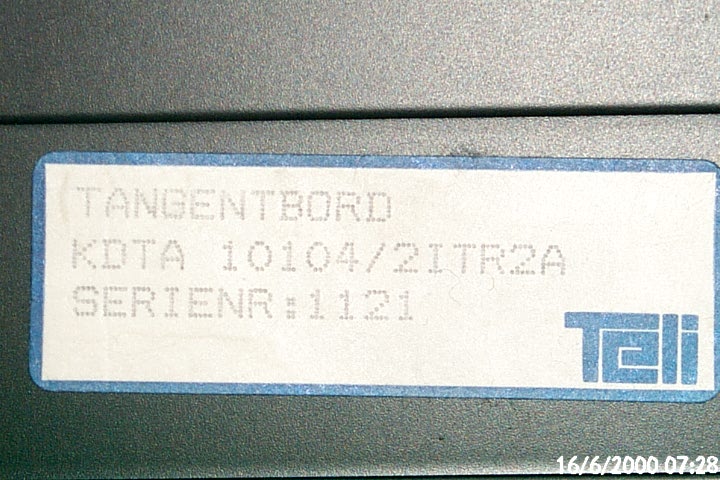 TANGENTBORD
KDTA 10104/2ITR2A
SERIENR:1121
Teli
16/6/2000 07:28